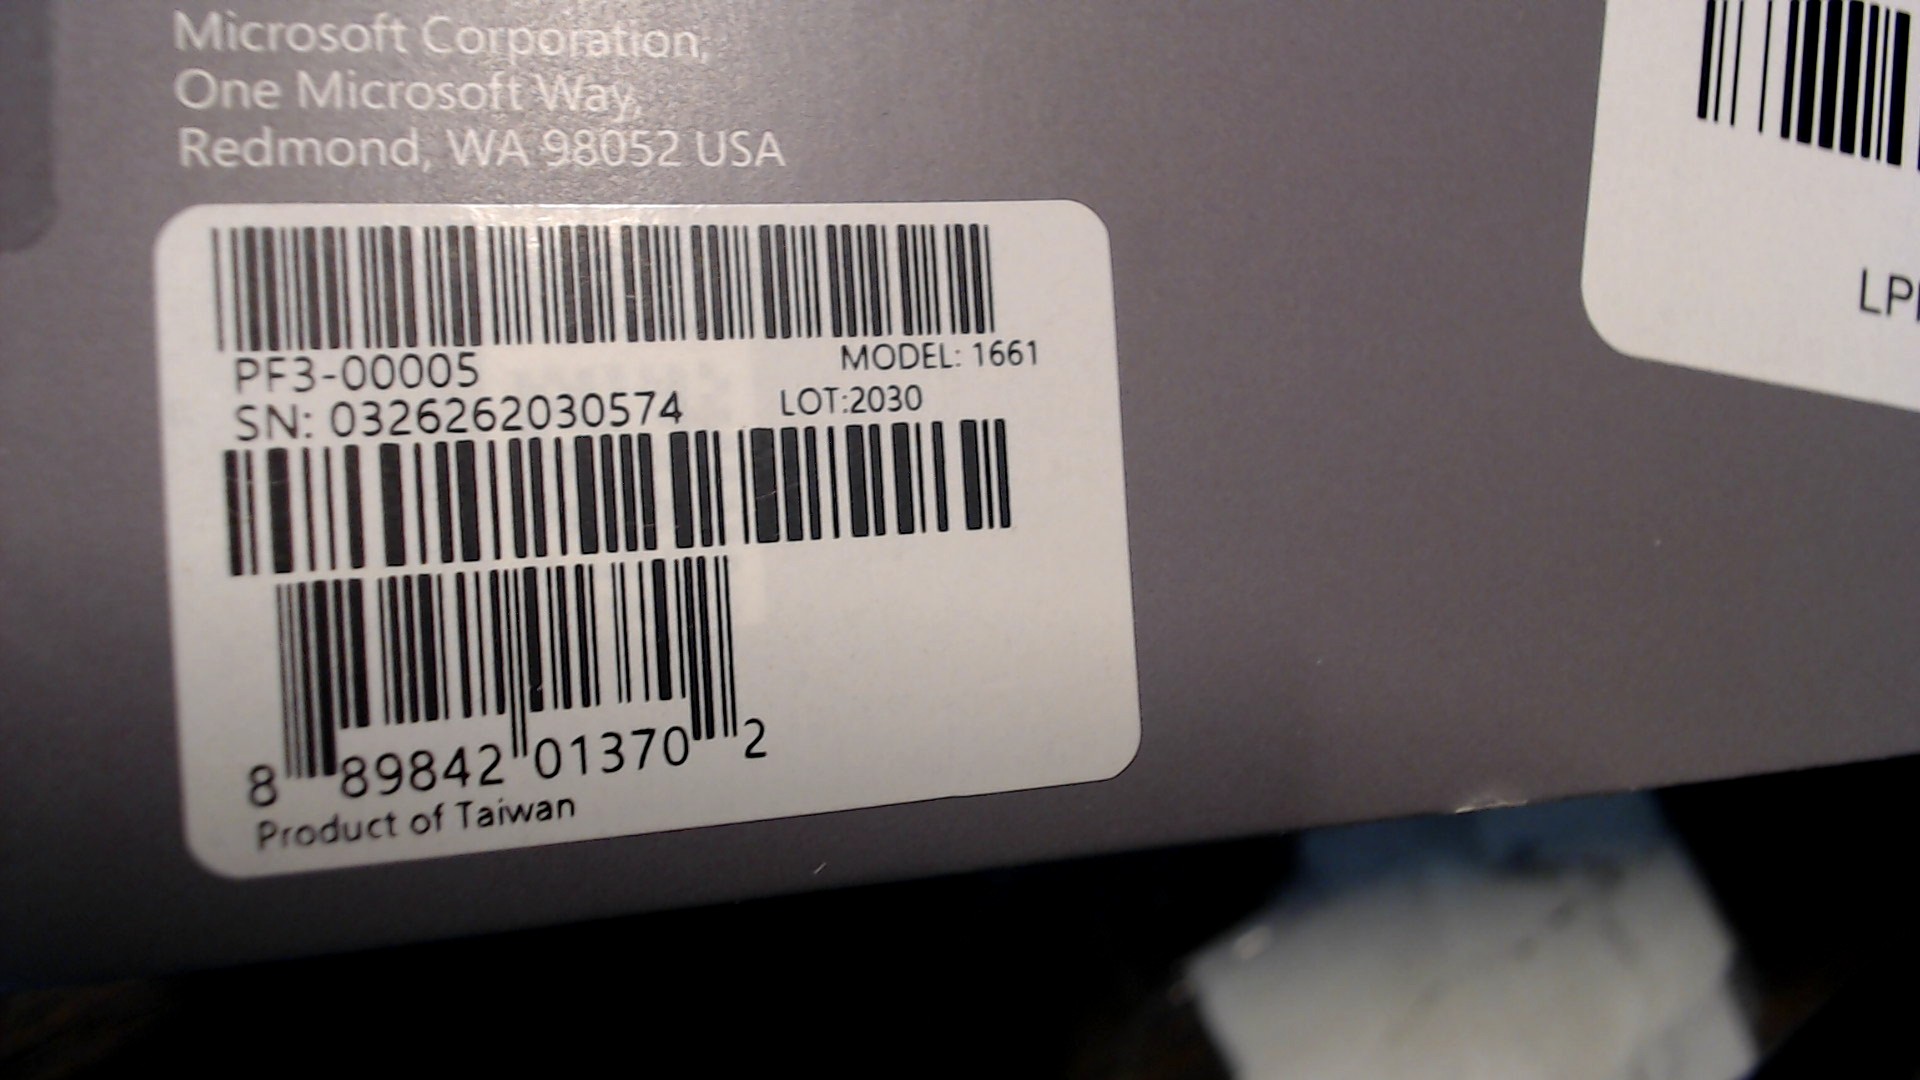 Microsoft Corporation,
One Microsoft Way,
Redmond, WA 98052 USA
PF3-00005
MODEL: 1661
SN: 0326262030574
LOT:2030
8 89842 01370 2
Product of Taiwan